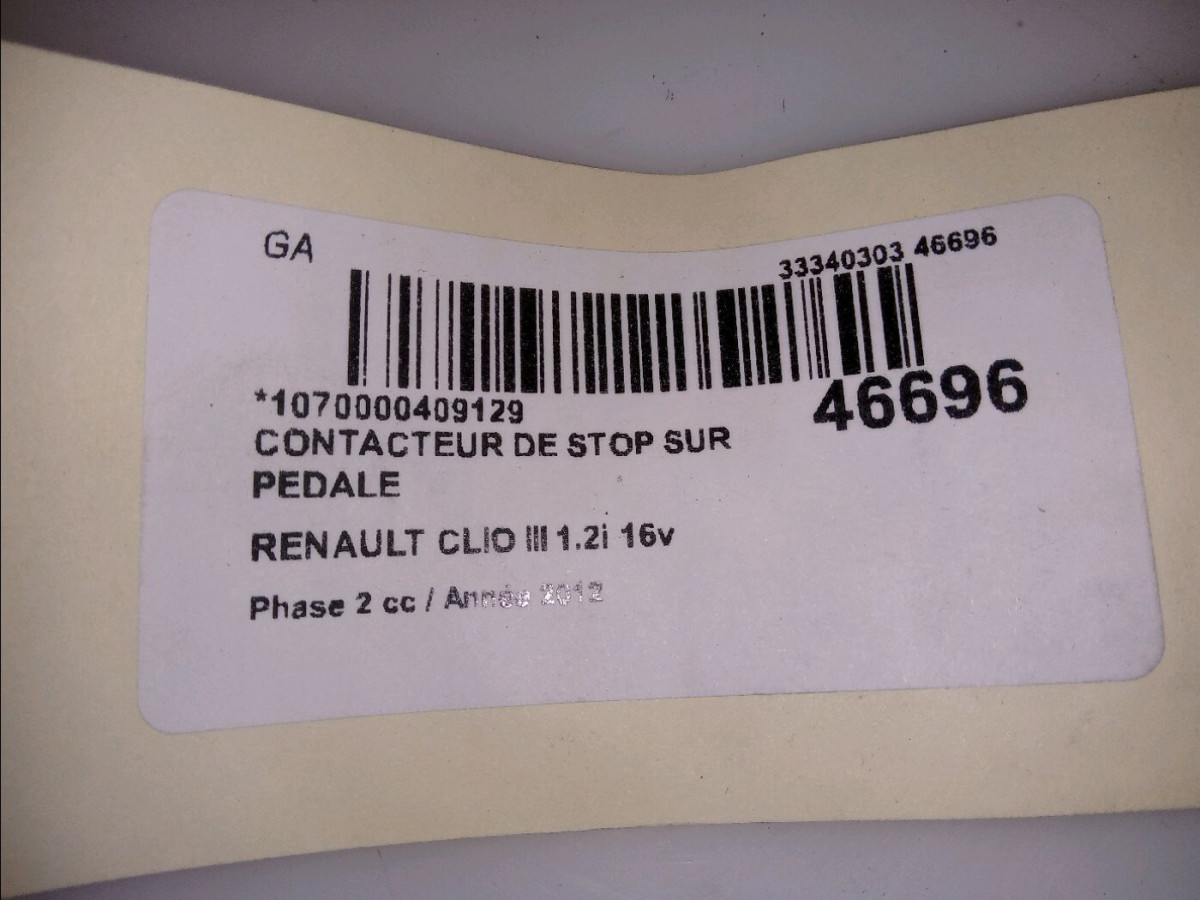 GA
33340303 46696
*1070000409129
46696
CONTACTEUR DE STOP SUR
PEDALE
RENAULT CLIO III 1.2i 16v
Phase 2 cc / Année 2012